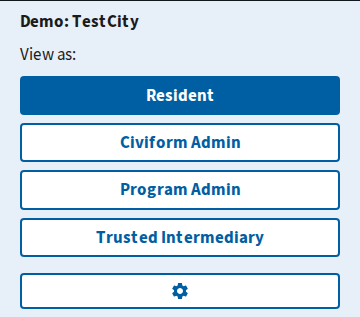 Demo: TestCity
View as:
Resident
Civiform Admin
Program Admin
Trusted Intermediary